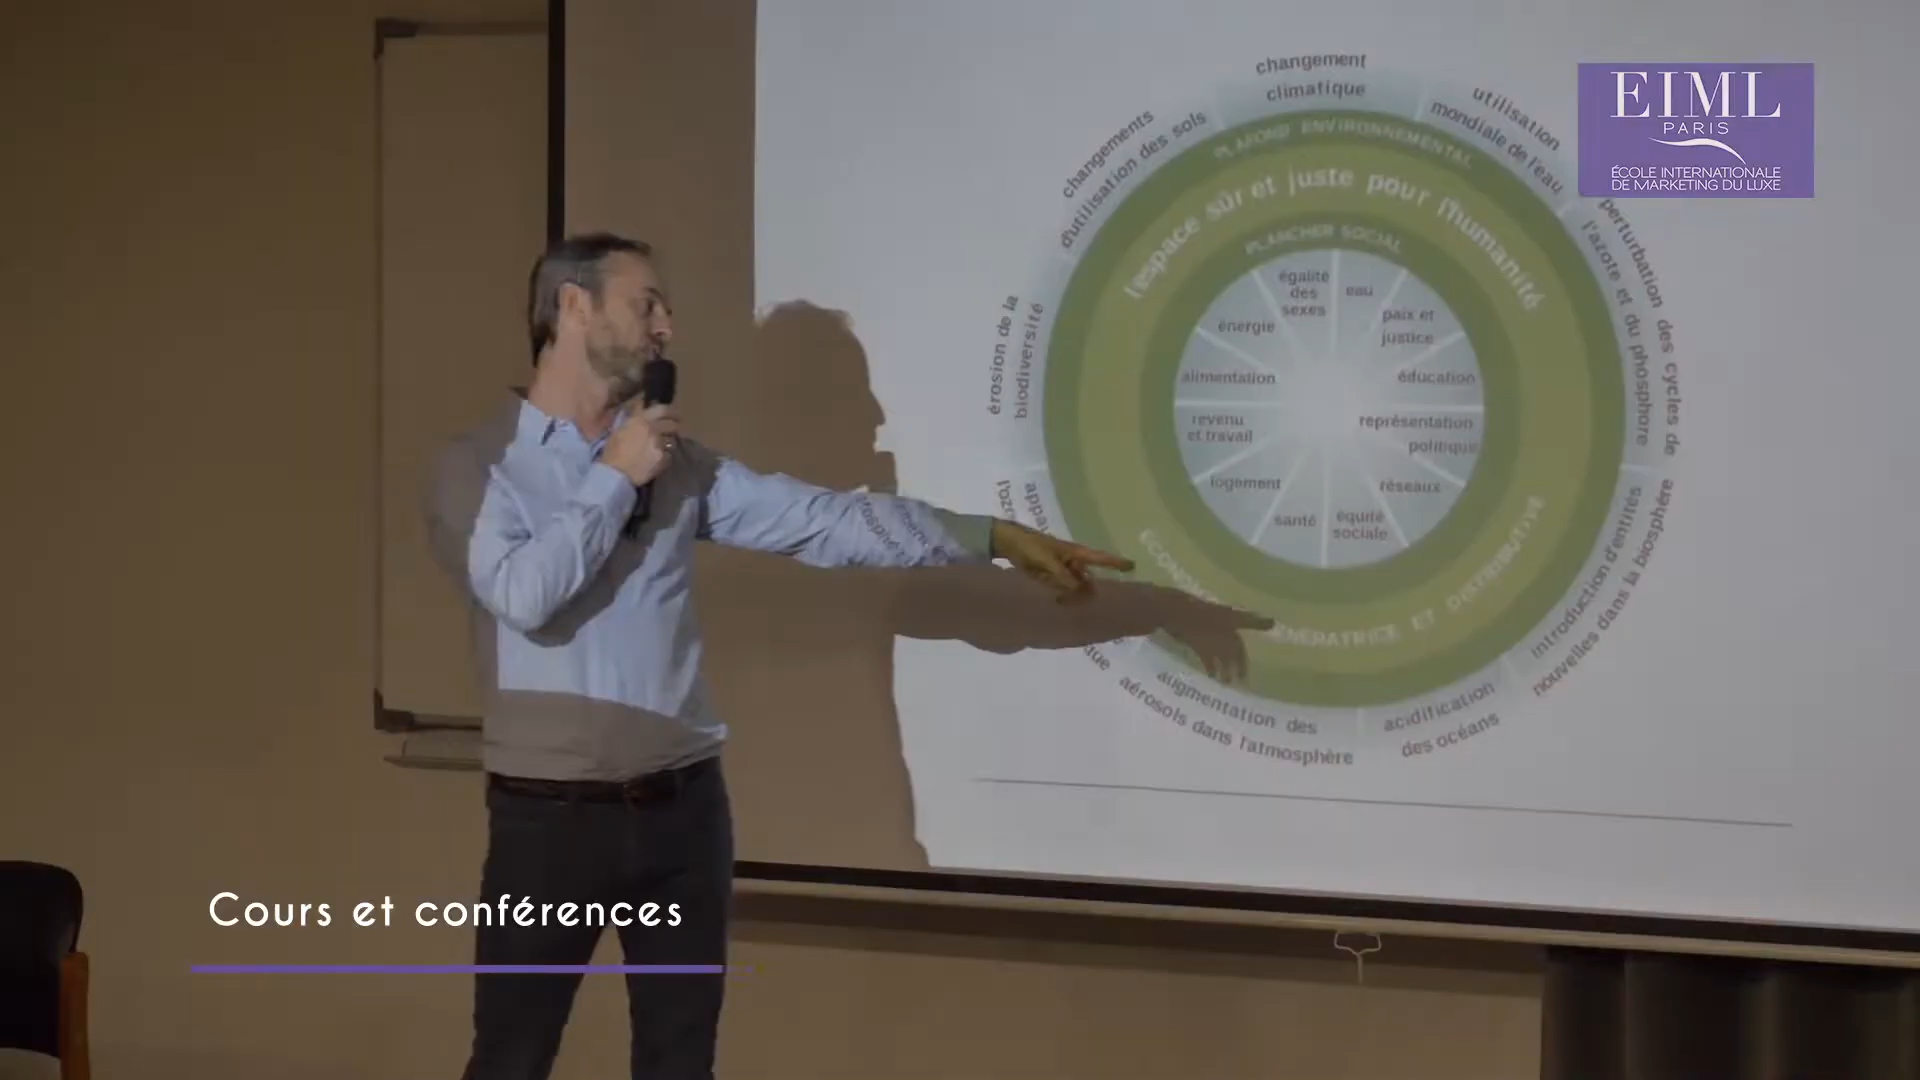 changement
climatique
utilisation
mondiale de l'eau
perturbation des cycles de
l'azote et du phosphore
introduction d'entités
nouvelles dans la biosphère
acidification
des océans
augmentation des
aérosols dans l'atmosphère
érosion de la
biodiversité
changements
d'utilisation des sols
PLAFOND ENVIRONNEMENTAL
l'espace sûr et juste pour l'humanité
PLANCHER SOCIAL
égalité
des
sexes
eau
paix et
justice
éducation
représentation
politique
réseaux
équité
sociale
santé
logement
revenu
et travail
alimentation
énergie
ET DISTRIBUTIVE
EIML
PARIS
ÉCOLE INTERNATIONALE
DE MARKETING DU LUXE
Cours et conférences